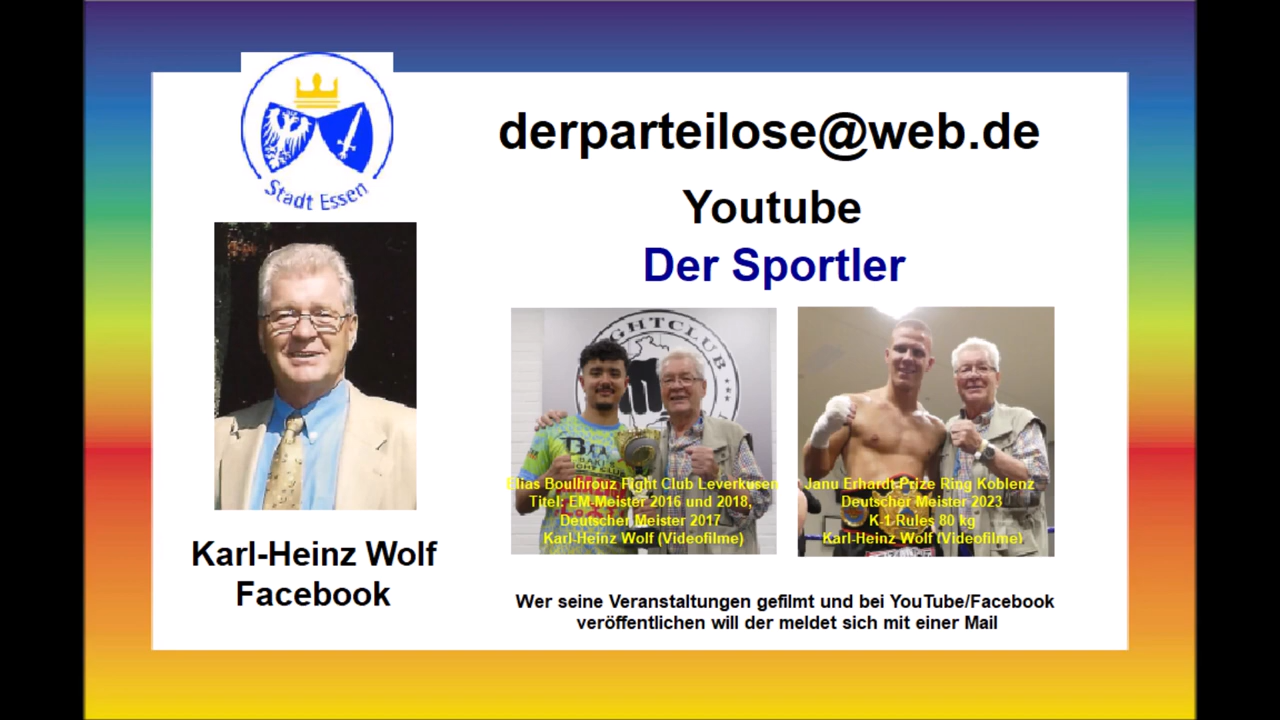 Stadt Essen
derparteilose@web.de
Youtube
Der Sportler
Karl-Heinz Wolf
Facebook
GHTCLUB
Elias Boulhrouz Fight Club Leverkusen
Titel: EM-Meister 2016 und 2018,
Deutscher Meister 2017
Karl-Heinz Wolf (Videofilme)
Janu Erhardt Prize Ring Koblenz
Deutscher Meister 2023
K-1 Rules 80 kg
Karl-Heinz Wolf (Videofilme)
Wer seine Veranstaltungen gefilmt und bei YouTube/Facebook
veröffentlichen will der meldet sich mit einer Mail